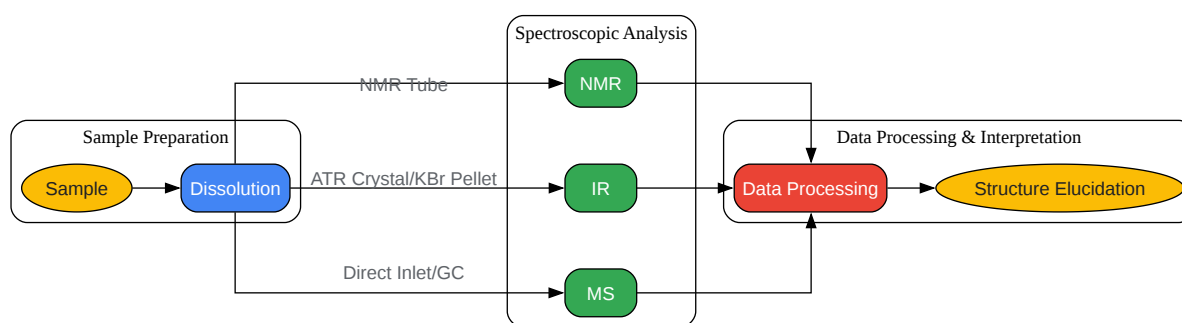 Spectroscopic Analysis
NMR Tube
NMR
Sample Preparation
Data Processing & Interpretation
Sample
Dissolution
ATR Crystal/KBr Pellet
IR
Data Processing
Structure Elucidation
Direct Inlet/GC
MS